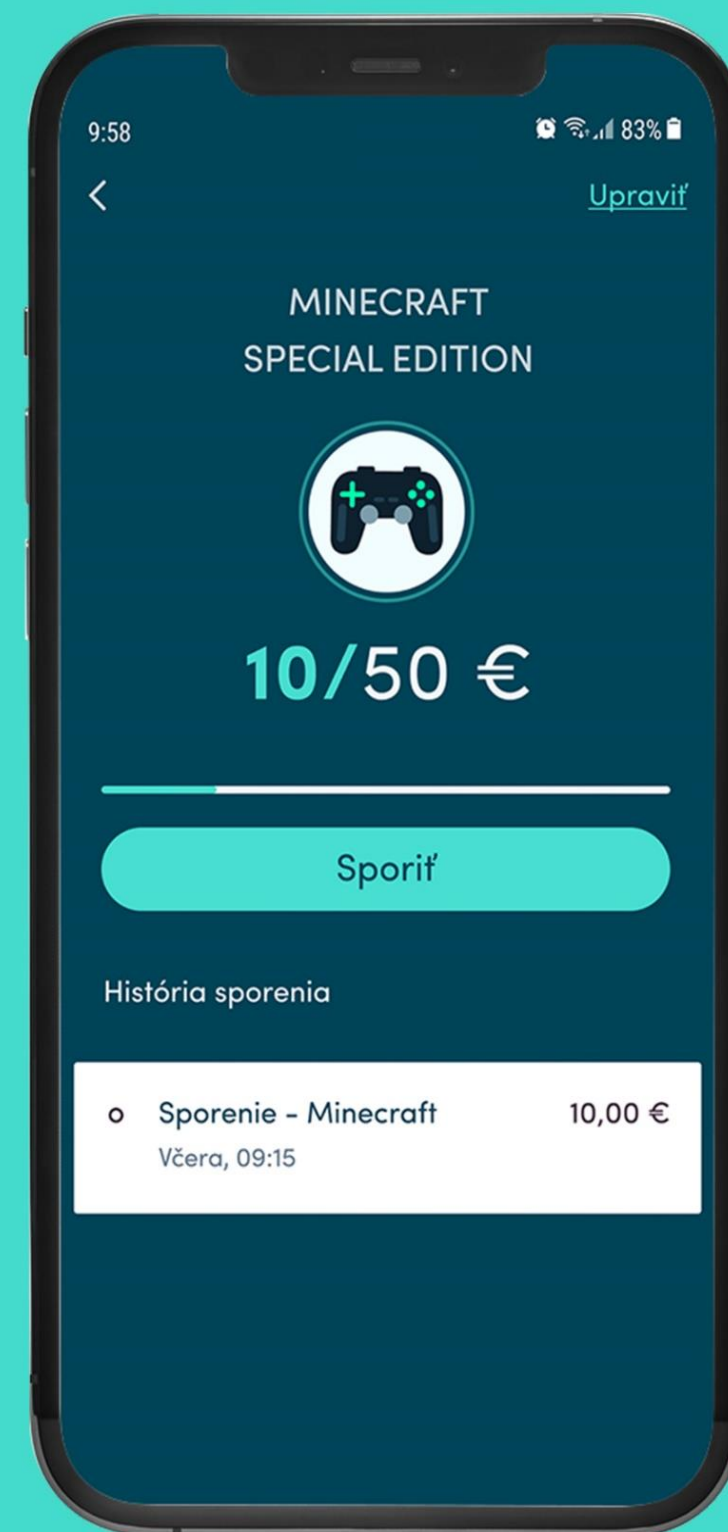 9:58 83%
Upraviť
MINECRAFT
SPECIAL EDITION
10/50 €
Sporiť
História sporenia
Sporenie - Minecraft 10,00 €
Včera, 09:15